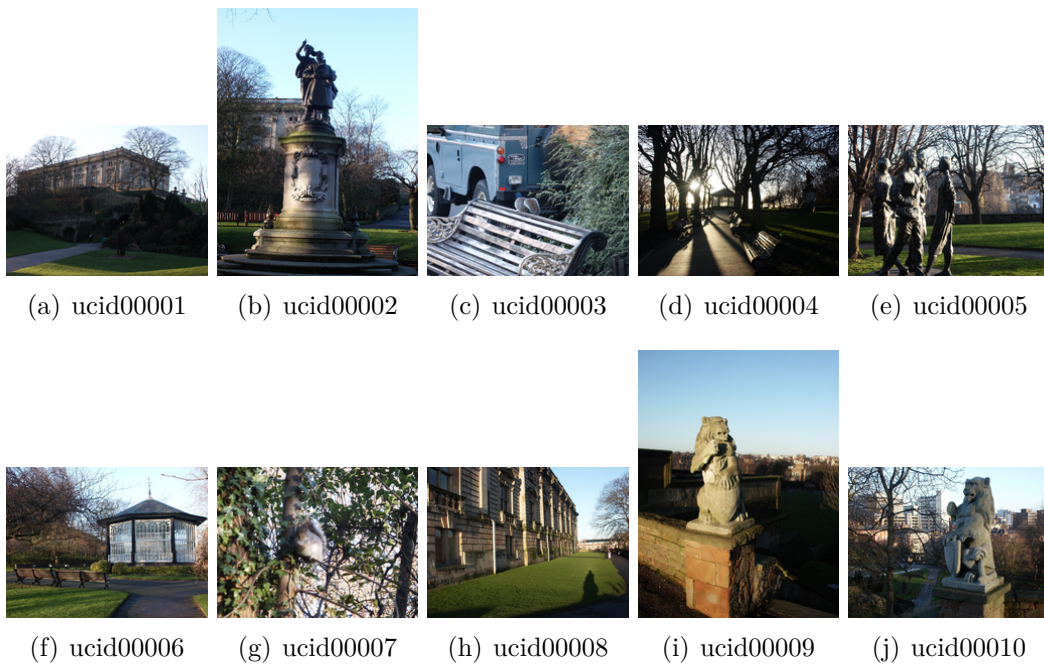 (a) ucid00001
(b) ucid00002
(c) ucid00003
(d) ucid00004
(e) ucid00005
(f) ucid00006
(g) ucid00007
(h) ucid00008
(i) ucid00009
(j) ucid00010